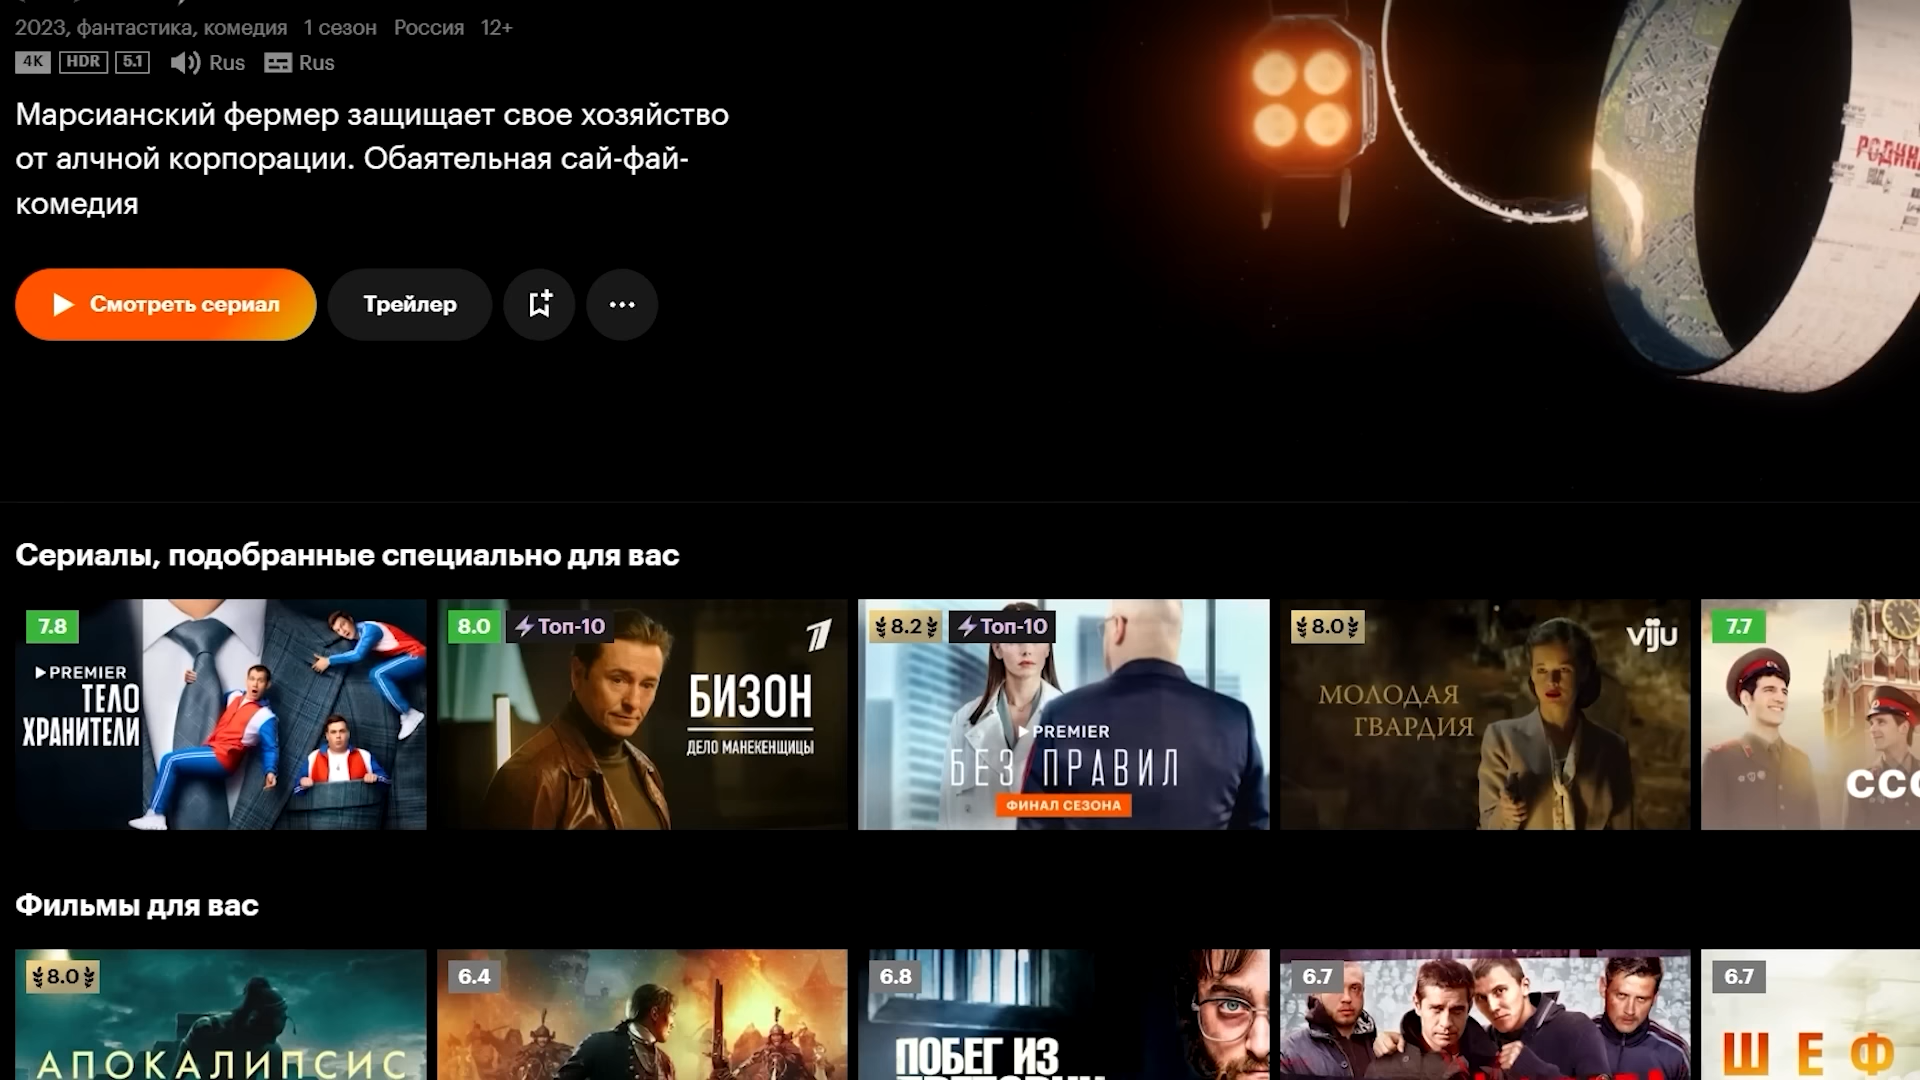 2023, фантастика, комедия 1 сезон Россия 12+
4K HDR 5.1 Rus Rus
Марсианский фермер защищает свое хозяйство
от алчной корпорации. Обаятельная сай-фай-
комедия
Смотреть сериал
Трейлер
Сериалы, подобранные специально для вас
7.8
PREMIER
ТЕЛО
ХРАНИТЕЛИ
8.0 Топ-10
БИЗОН
ДЕЛО МАНЕКЕНЩИЦЫ
8.2 Топ-10
PREMIER
БЕЗ ПРАВИЛ
ФИНАЛ СЕЗОНА
8.0
viju
МОЛОДАЯ
ГВАРДИЯ
7.7
ССС
Фильмы для вас
8.0
АПОКАЛИПСИС
6.4
6.8
ПОБЕГ ИЗ
6.7
6.7
ШЕФ